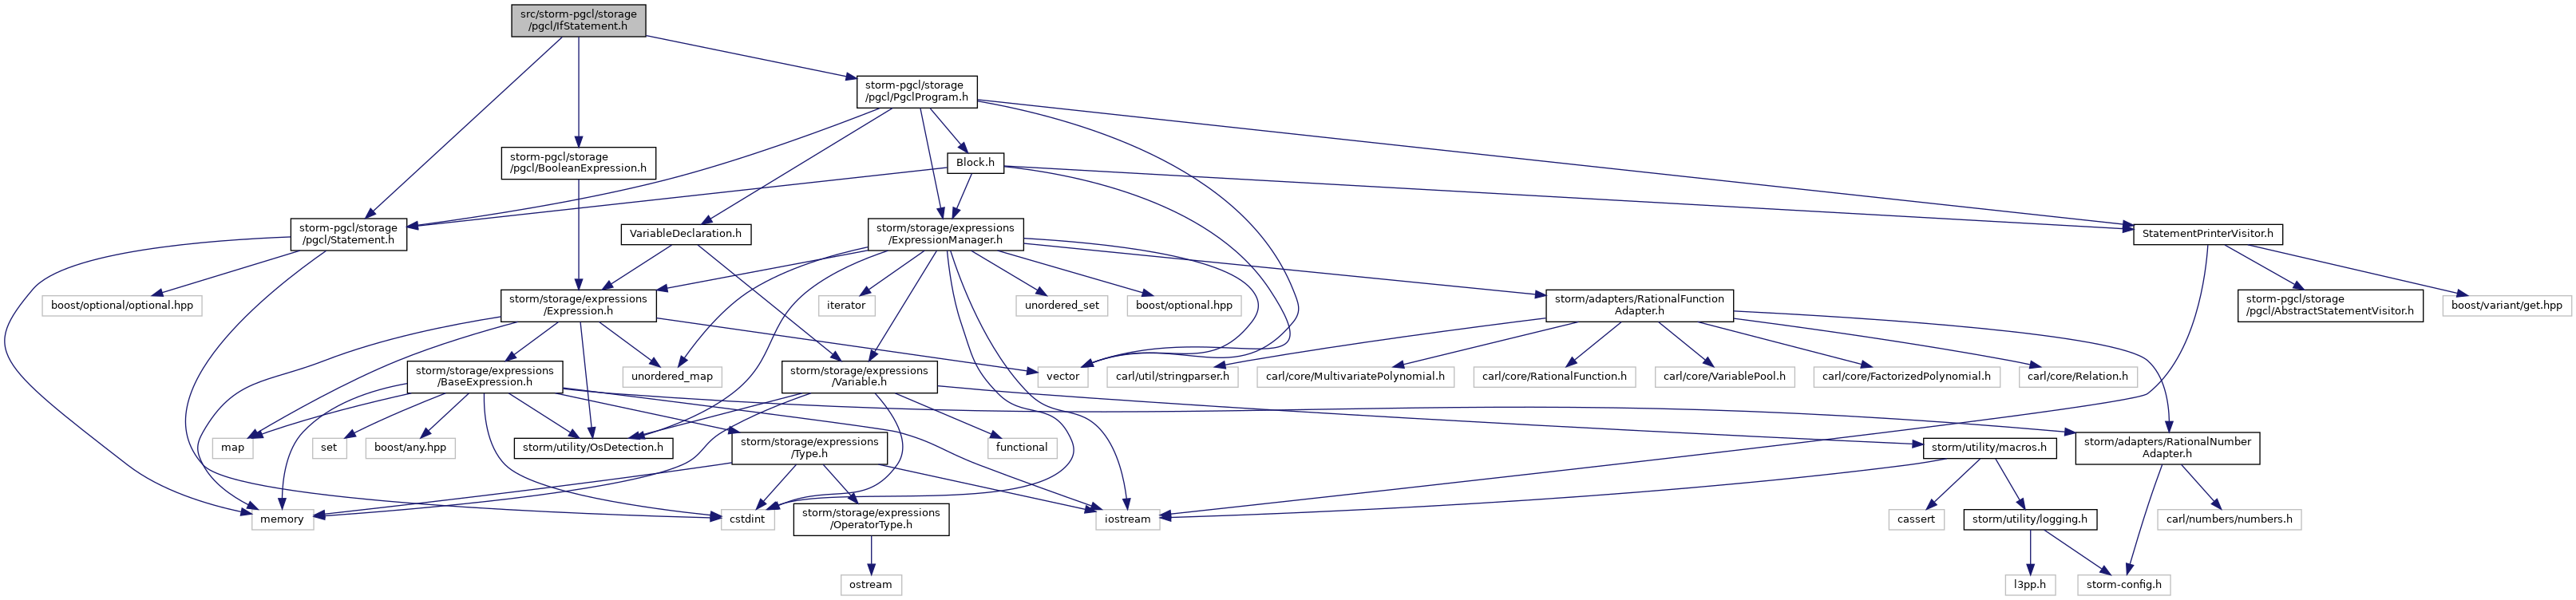 src/storm-pgcl/storage
/pgcl/IfStatement.h
storm-pgcl/storage
/pgcl/PgclProgram.h
storm-pgcl/storage
/pgcl/BooleanExpression.h
Block.h
storm-pgcl/storage
/pgcl/Statement.h
VariableDeclaration.h
storm/storage/expressions
/ExpressionManager.h
StatementPrinterVisitor.h
boost/optional/optional.hpp
storm/storage/expressions
/Expression.h
iterator
unordered_set
boost/optional.hpp
storm/adapters/RationalFunction
Adapter.h
storm-pgcl/storage
/pgcl/AbstractStatementVisitor.h
boost/variant/get.hpp
storm/storage/expressions
/BaseExpression.h
unordered_map
storm/storage/expressions
/Variable.h
vector
carl/util/stringparser.h
carl/core/MultivariatePolynomial.h
carl/core/RationalFunction.h
carl/core/VariablePool.h
carl/core/FactorizedPolynomial.h
carl/core/Relation.h
map
set
boost/any.hpp
storm/utility/OsDetection.h
storm/storage/expressions
/Type.h
functional
storm/utility/macros.h
storm/adapters/RationalNumber
Adapter.h
memory
cstdint
storm/storage/expressions
/OperatorType.h
iostream
cassert
storm/utility/logging.h
carl/numbers/numbers.h
ostream
l3pp.h
storm-config.h